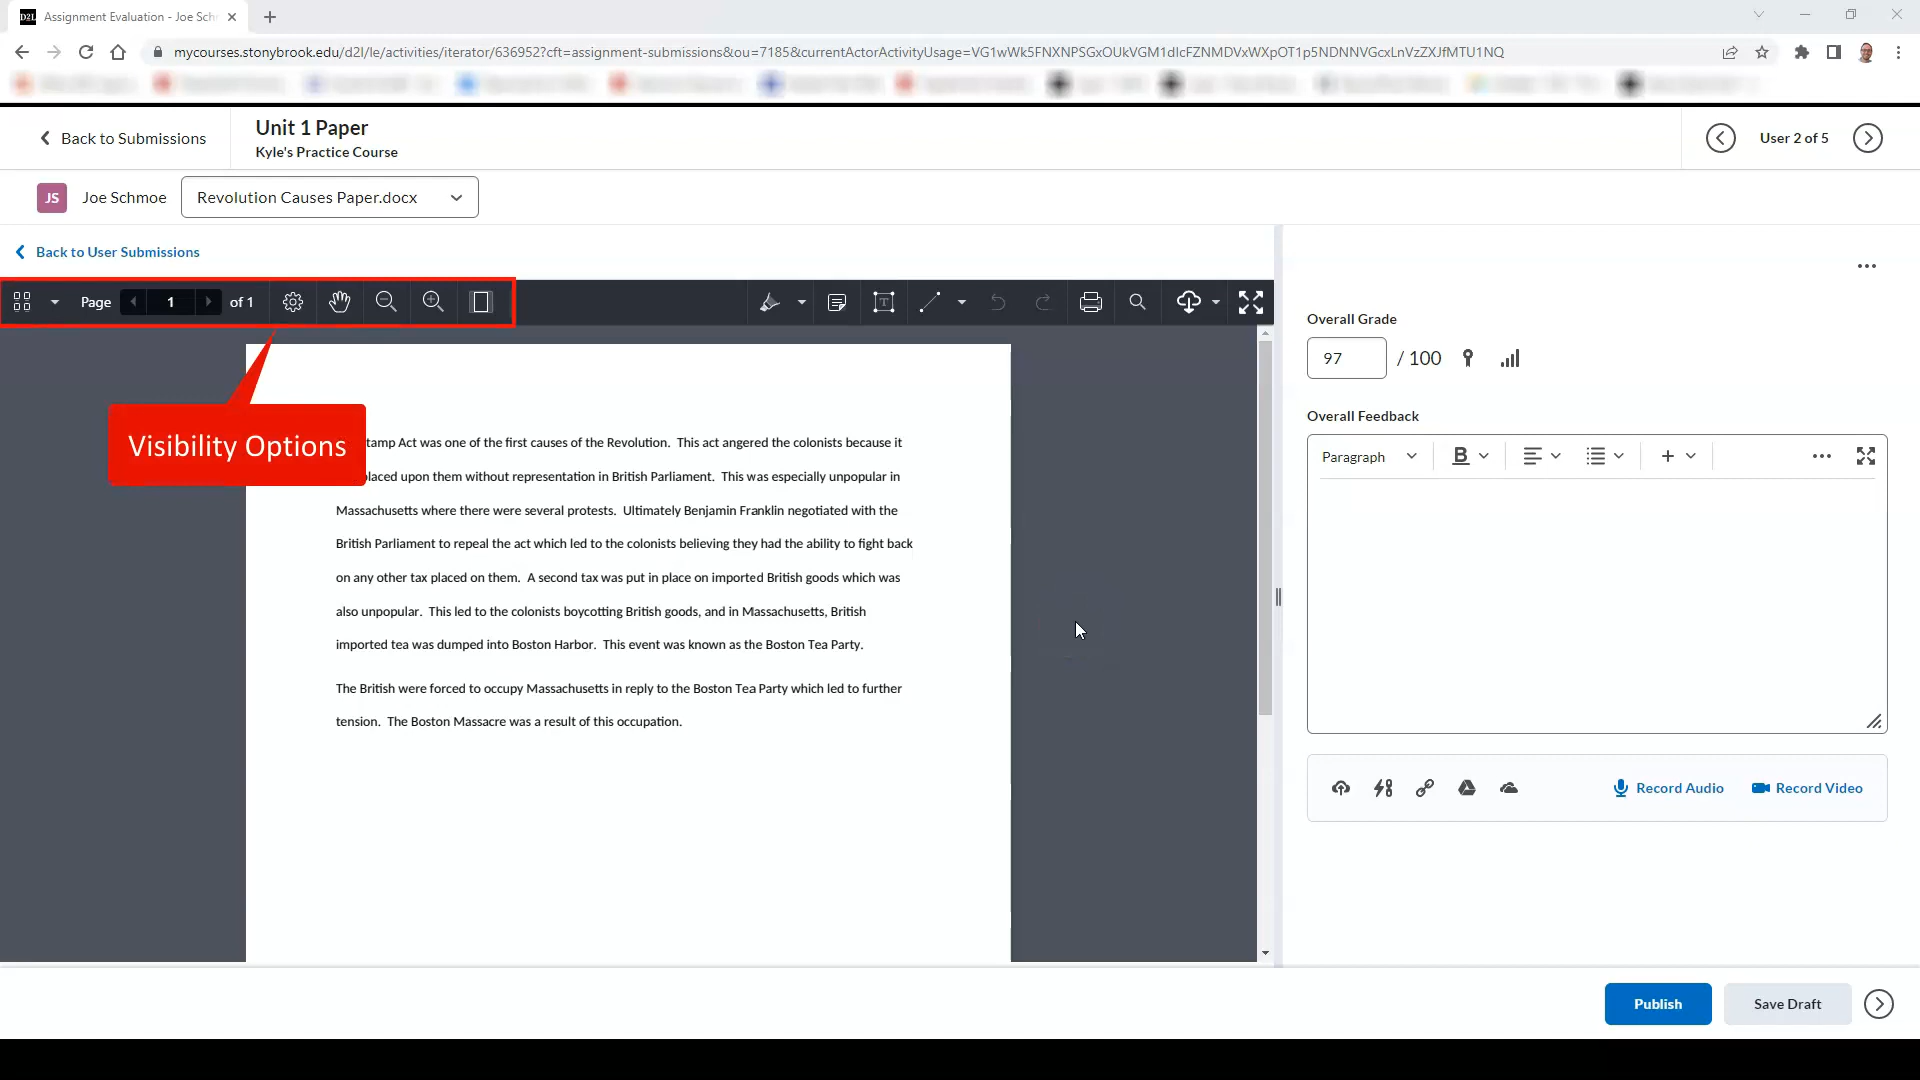 D2L Assignment Evaluation - Joe Sch
mycourses.stonybrook.edu/d2l/le/activities/iterator/636952?cft=assignment-submissions&ou=7185&currentActorActivityUsage=VG1wWk5FNXNPSGxOUkVGM1dIcFZNMDVxWXpOT1p5NDNNVGcxLnVzZXJfMTU1NQ
Back to Submissions
Unit 1 Paper
Kyle's Practice Course
User 2 of 5
JS Joe Schmoe Revolution Causes Paper.docx
Back to User Submissions
Page 1 of 1
Visibility Options
tamp Act was one of the first causes of the Revolution. This act angered the colonists because it
placed upon them without representation in British Parliament. This was especially unpopular in
Massachusetts where there were several protests. Ultimately Benjamin Franklin negotiated with the
British Parliament to repeal the act which led to the colonists believing they had the ability to fight back
on any other tax placed on them. A second tax was put in place on imported British goods which was
also unpopular. This led to the colonists boycotting British goods, and in Massachusetts, British
imported tea was dumped into Boston Harbor. This event was known as the Boston Tea Party.
The British were forced to occupy Massachusetts in reply to the Boston Tea Party which led to further
tension. The Boston Massacre was a result of this occupation.
Overall Grade
97 / 100
Overall Feedback
Paragraph B
Record Audio Record Video
Publish Save Draft